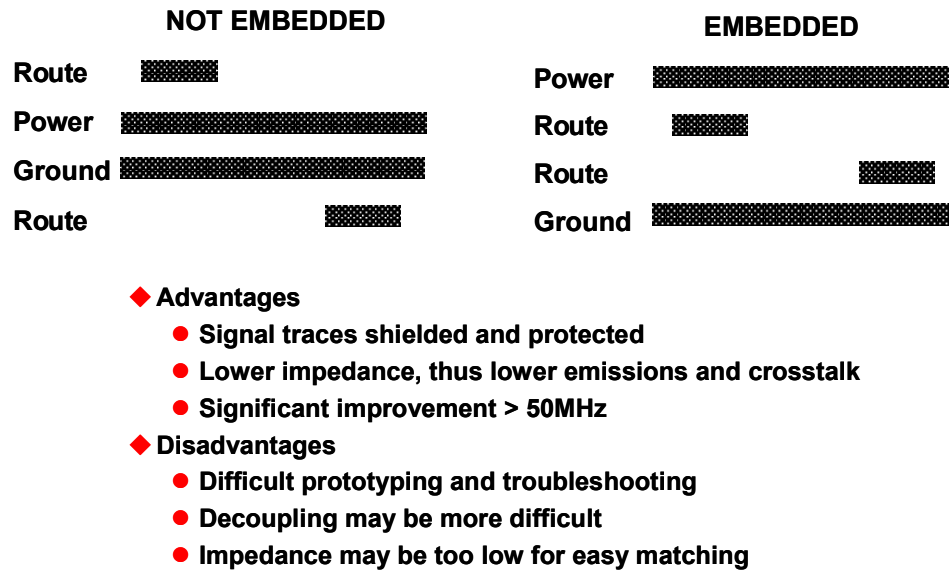 NOT EMBEDDED
Route
Power
Ground
Route
EMBEDDED
Power
Route
Route
Ground
Advantages
Signal traces shielded and protected
Lower impedance, thus lower emissions and crosstalk
Significant improvement > 50MHz
Disadvantages
Difficult prototyping and troubleshooting
Decoupling may be more difficult
Impedance may be too low for easy matching